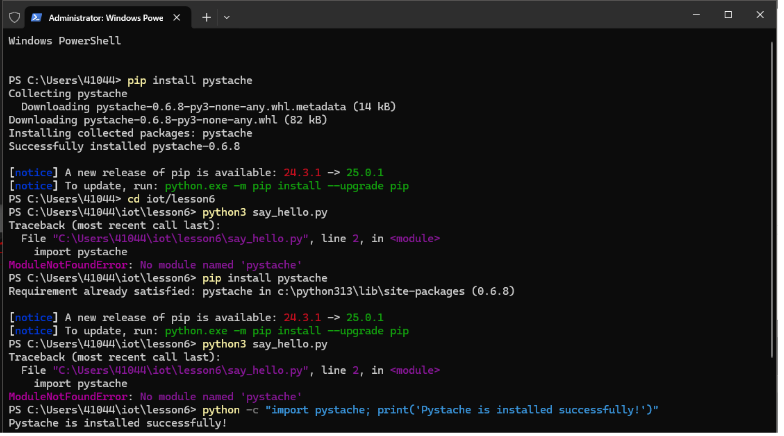 Administrator: Windows Powe
Windows PowerShell
PS C:\Users\41044> pip install pystache
Collecting pystache
  Downloading pystache-0.6.8-py3-none-any.whl.metadata (14 kB)
Downloading pystache-0.6.8-py3-none-any.whl (82 kB)
Installing collected packages: pystache
Successfully installed pystache-0.6.8
[notice] A new release of pip is available: 24.3.1 -> 25.0.1
[notice] To update, run: python.exe -m pip install --upgrade pip
PS C:\Users\41044> cd iot/lesson6
PS C:\Users\41044\iot\lesson6> python3 say_hello.py
Traceback (most recent call last):
  File "C:\Users\41044\iot\lesson6\say_hello.py", line 2, in <module>
    import pystache
ModuleNotFoundError: No module named 'pystache'
PS C:\Users\41044\iot\lesson6> pip install pystache
Requirement already satisfied: pystache in c:\python313\lib\site-packages (0.6.8)
[notice] A new release of pip is available: 24.3.1 -> 25.0.1
[notice] To update, run: python.exe -m pip install --upgrade pip
PS C:\Users\41044\iot\lesson6> python3 say_hello.py
Traceback (most recent call last):
  File "C:\Users\41044\iot\lesson6\say_hello.py", line 2, in <module>
    import pystache
ModuleNotFoundError: No module named 'pystache'
PS C:\Users\41044\iot\lesson6> python -c "import pystache; print('Pystache is installed successfully!')"
Pystache is installed successfully!